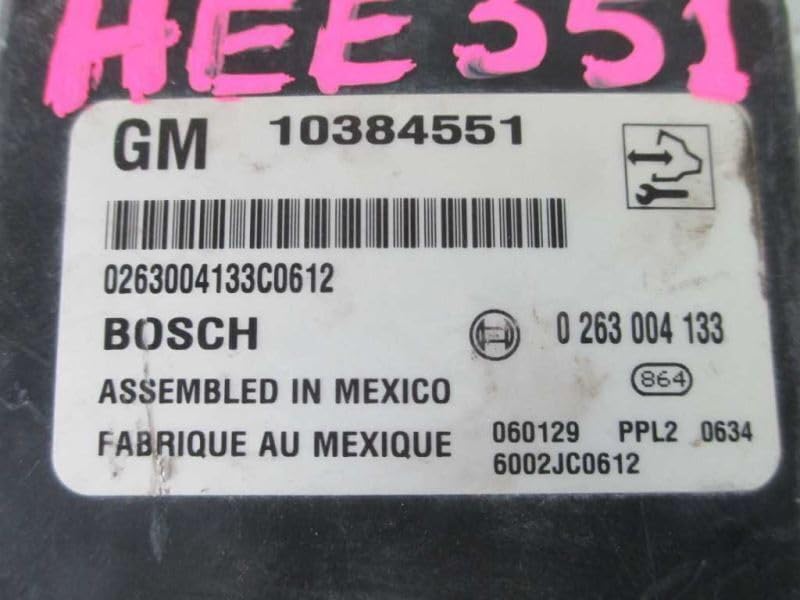 HEE351
GM 10384551
0263004133C0612
BOSCH 0 263 004 133
864
ASSEMBLED IN MEXICO
FABRIQUE AU MEXIQUE
060129 PPL2 0634
6002JC0612